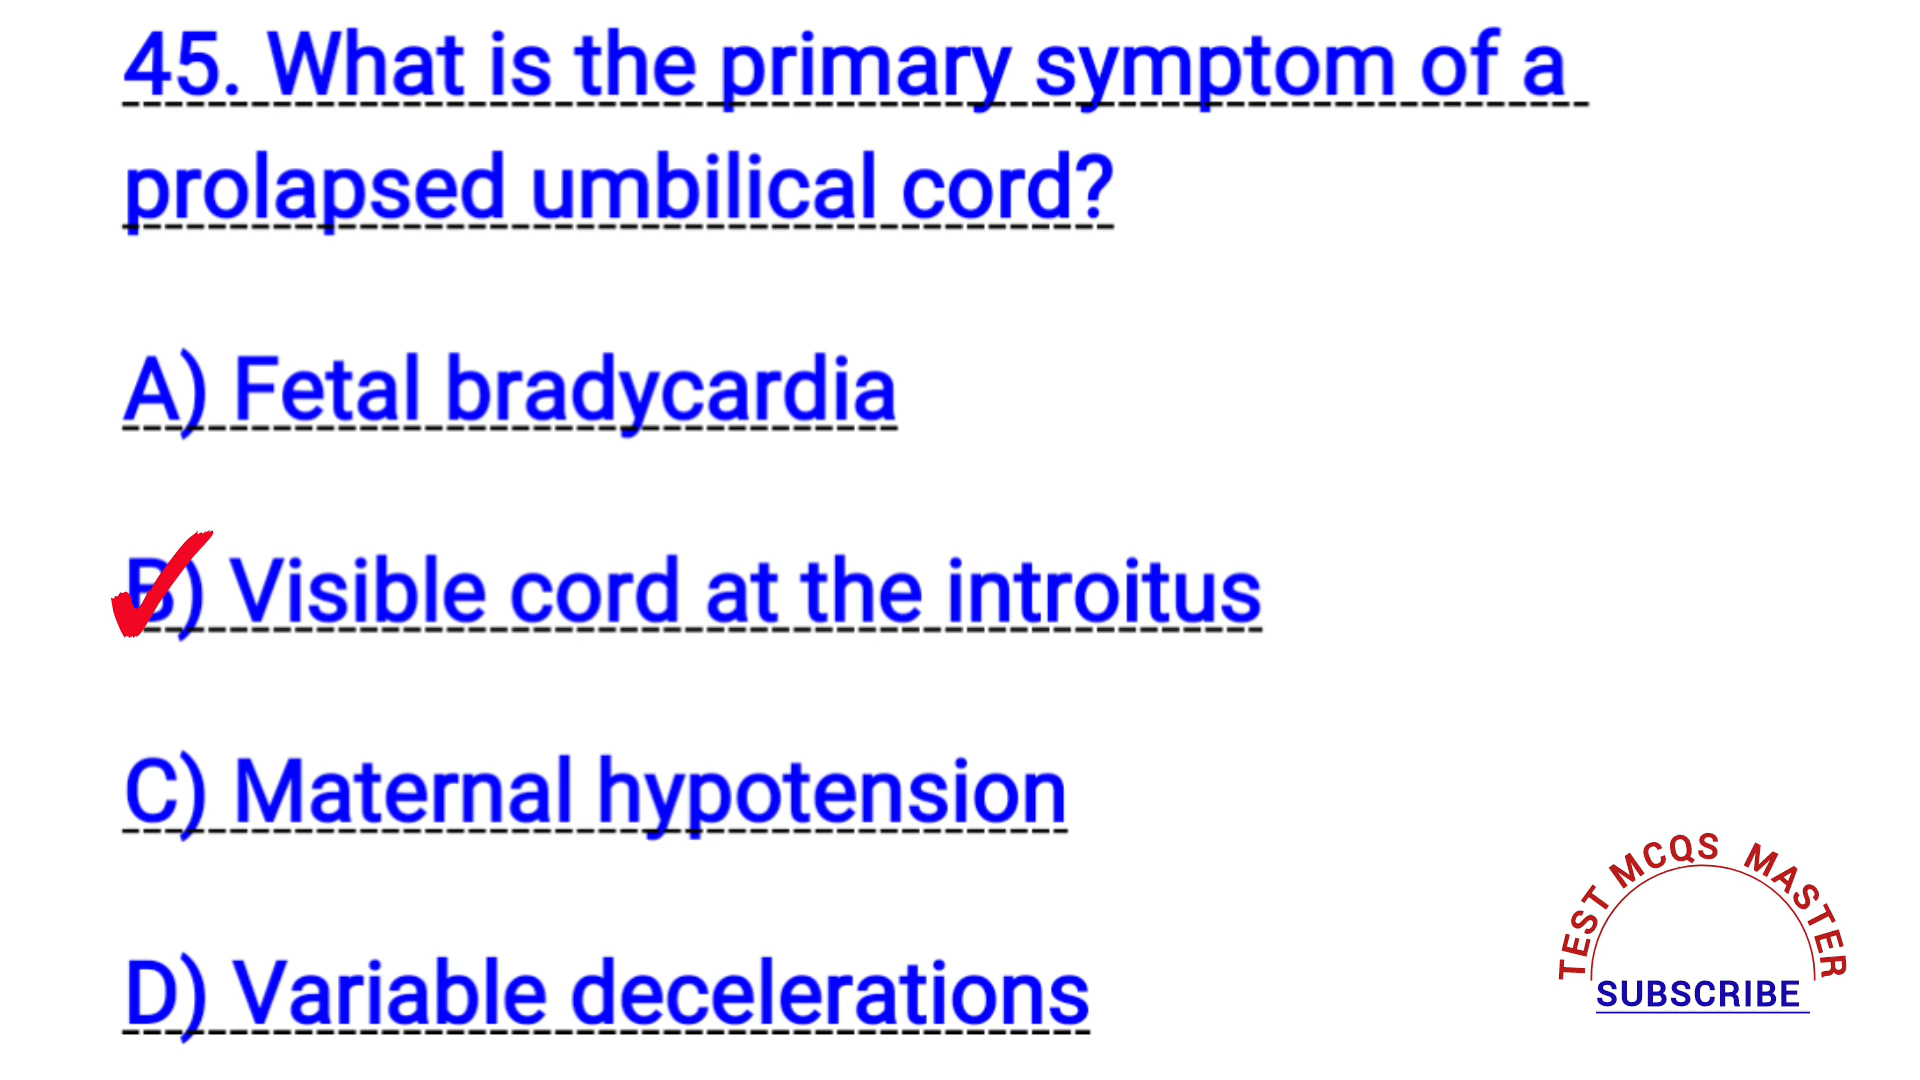 45. What is the primary symptom of a
prolapsed umbilical cord?
A) Fetal bradycardia
B) Visible cord at the introitus
C) Maternal hypotension
D) Variable decelerations
TEST MCQS MASTER
SUBSCRIBE